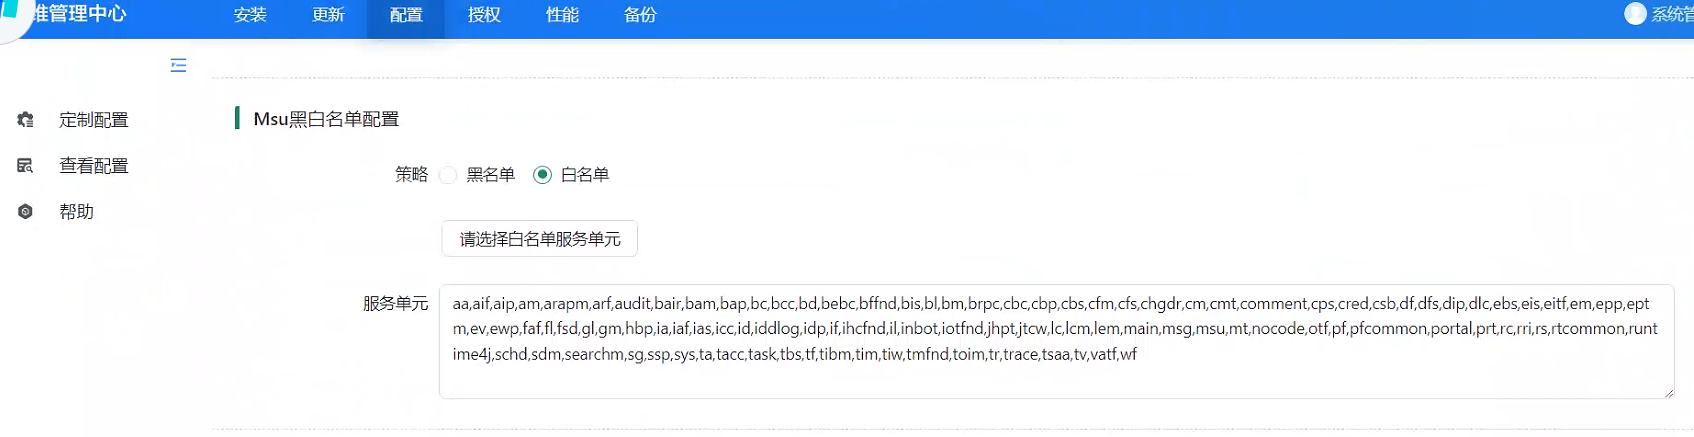 维管理中心 安装 更新 配置 授权 性能 备份 系统管
定制配置
查看配置
帮助
Msu黑白名单配置
策略 黑名单 白名单
请选择白名单服务单元
服务单元
aa,aif,aip,am,arapm,arf,audit,bair,bam,bap,bc,bcc,bd,bebc,bffnd,bis,bl,bm,brpc,cbc,cbp,cbs,cfm,cfs,chgdr,cm,cmt,comment,cps,cred,csb,df,dfs,dip,dlc,ebs,eis,eitf,em,epp,ept
m,ev,ewp,faf,fl,fsd,gl,gm,hbp,ia,iaf,ias,icc,id,iddlog,idp,if,ihcfnd,il,inbot,iotfnd,jhpt,jtcw,lc,lcm,lem,main,msg,msu,mt,nocode,otf,pf,pfcommon,portal,prt,rc,rri,rs,rtcommon,runt
ime4j,schd,sdm,searchm,sg,ssp,sys,ta,tacc,task,tbs,tf,tibm,tim,tiw,tmfnd,toim,tr,trace,tsaa,tv,vatf,wf